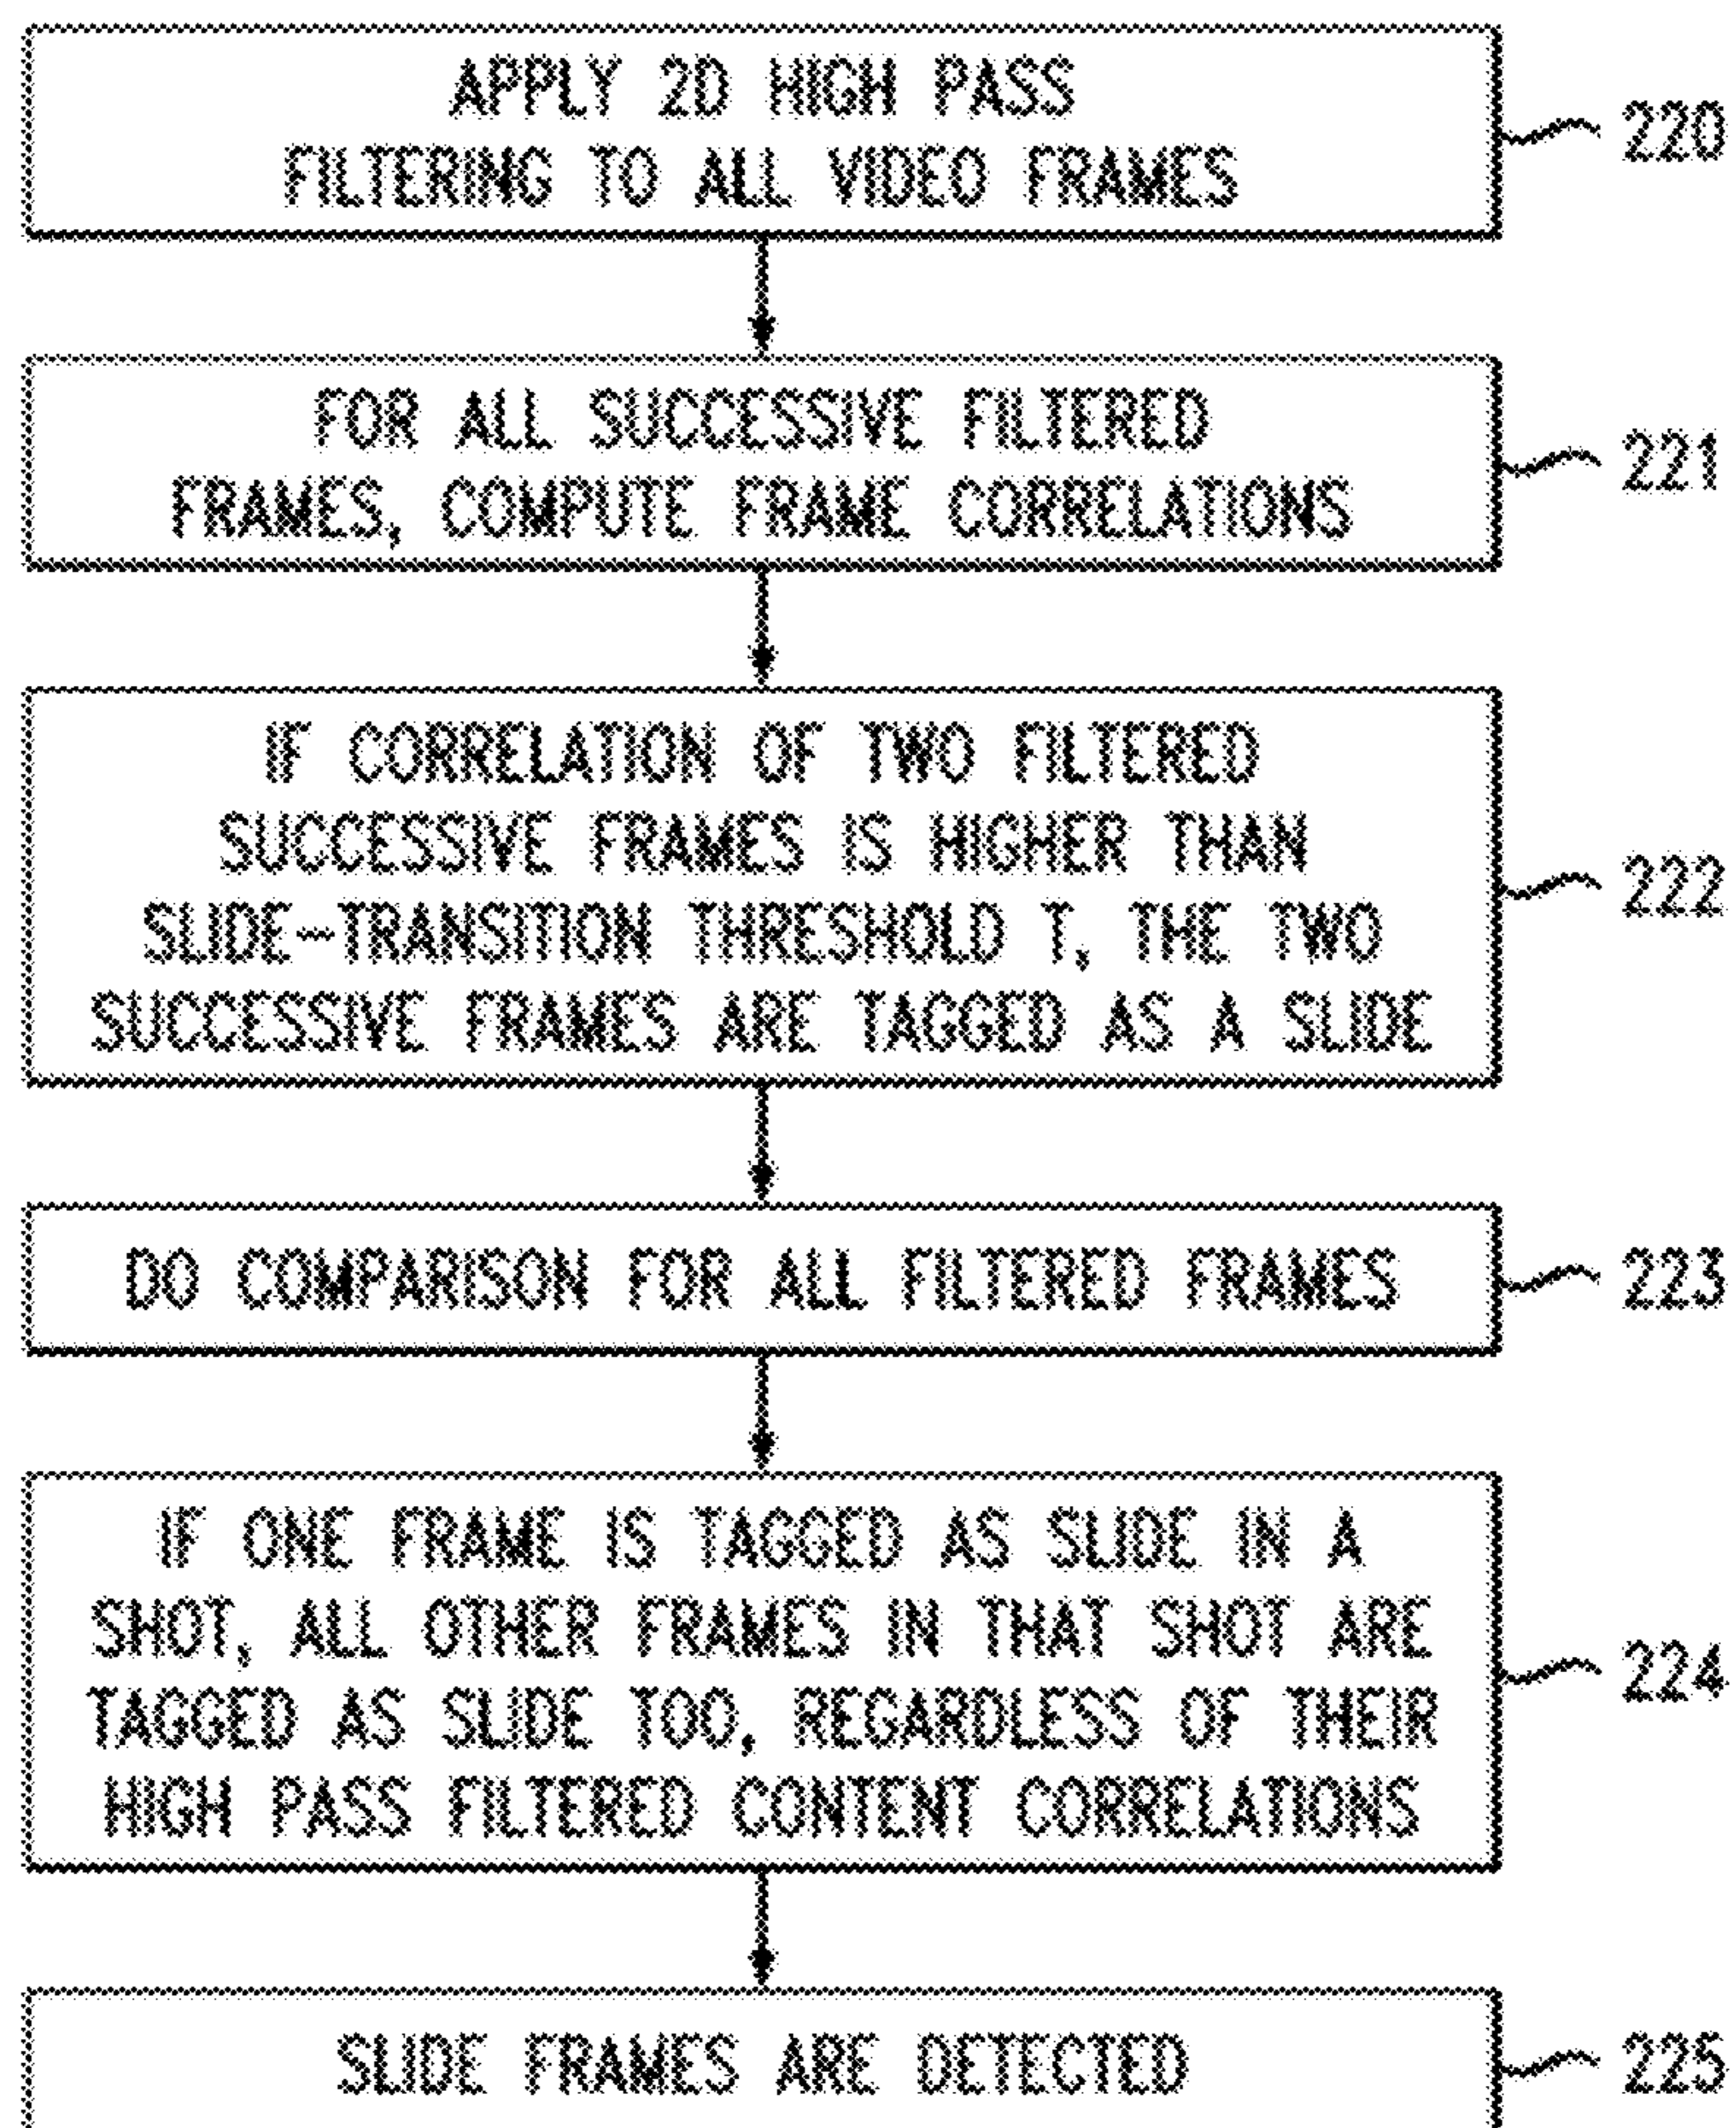 APPLY 2D HIGH PASS
FILTERING TO ALL VIDEO FRAMES
220
FOR ALL SUCCESSIVE FILTERED
FRAMES, COMPUTE FRAME CORRELATIONS
221
IF CORRELATION OF TWO FILTERED
SUCCESSIVE FRAMES IS HIGHER THAN
SLIDE-TRANSITION THRESHOLD T, THE TWO
SUCCESSIVE FRAMES ARE TAGGED AS A SLIDE
222
DO COMPARISON FOR ALL FILTERED FRAMES
223
IF ONE FRAME IS TAGGED AS SLIDE IN A
SHOT, ALL OTHER FRAMES IN THAT SHOT ARE
TAGGED AS SLIDE TOO, REGARDLESS OF THEIR
HIGH PASS FILTERED CONTENT CORRELATIONS
224
SLIDE FRAMES ARE DETECTED
225